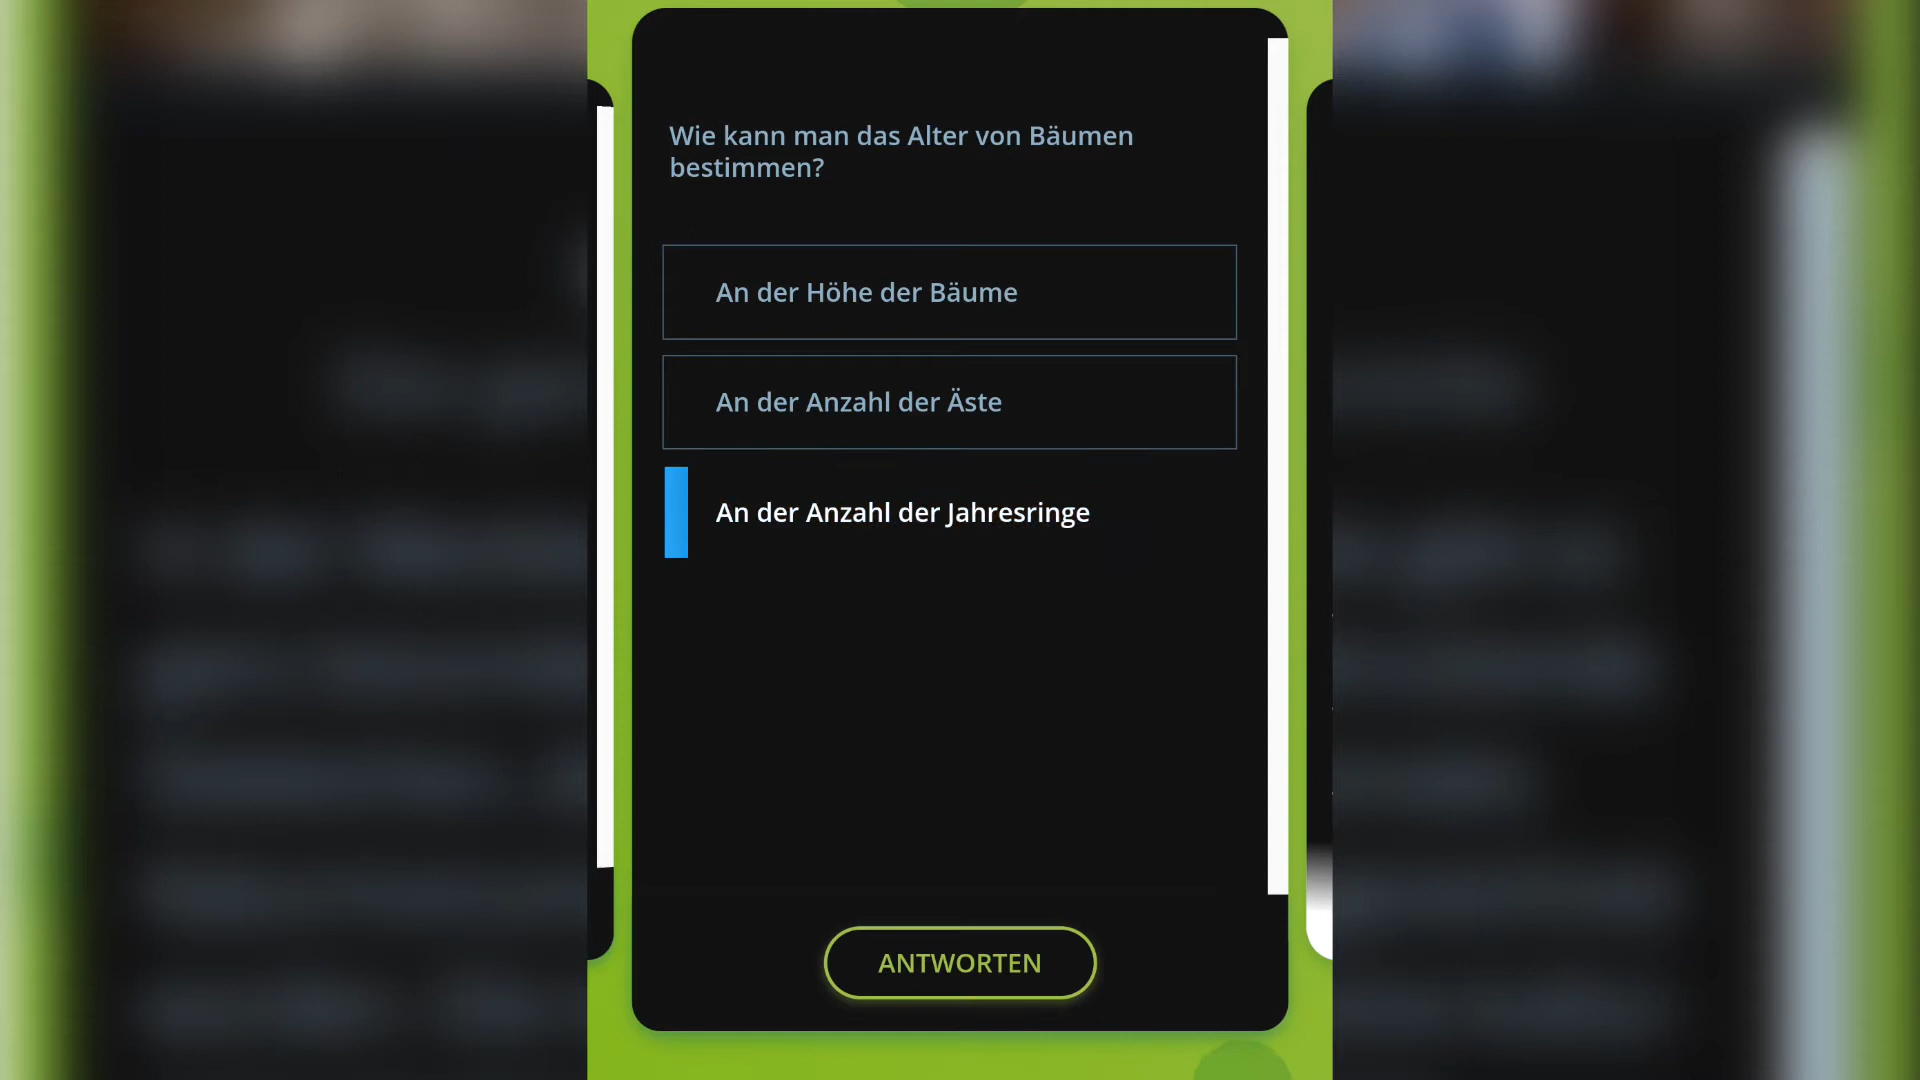 Wie kann man das Alter von Bäumen
bestimmen?
An der Höhe der Bäume
An der Anzahl der Äste
An der Anzahl der Jahresringe
ANTWORTEN